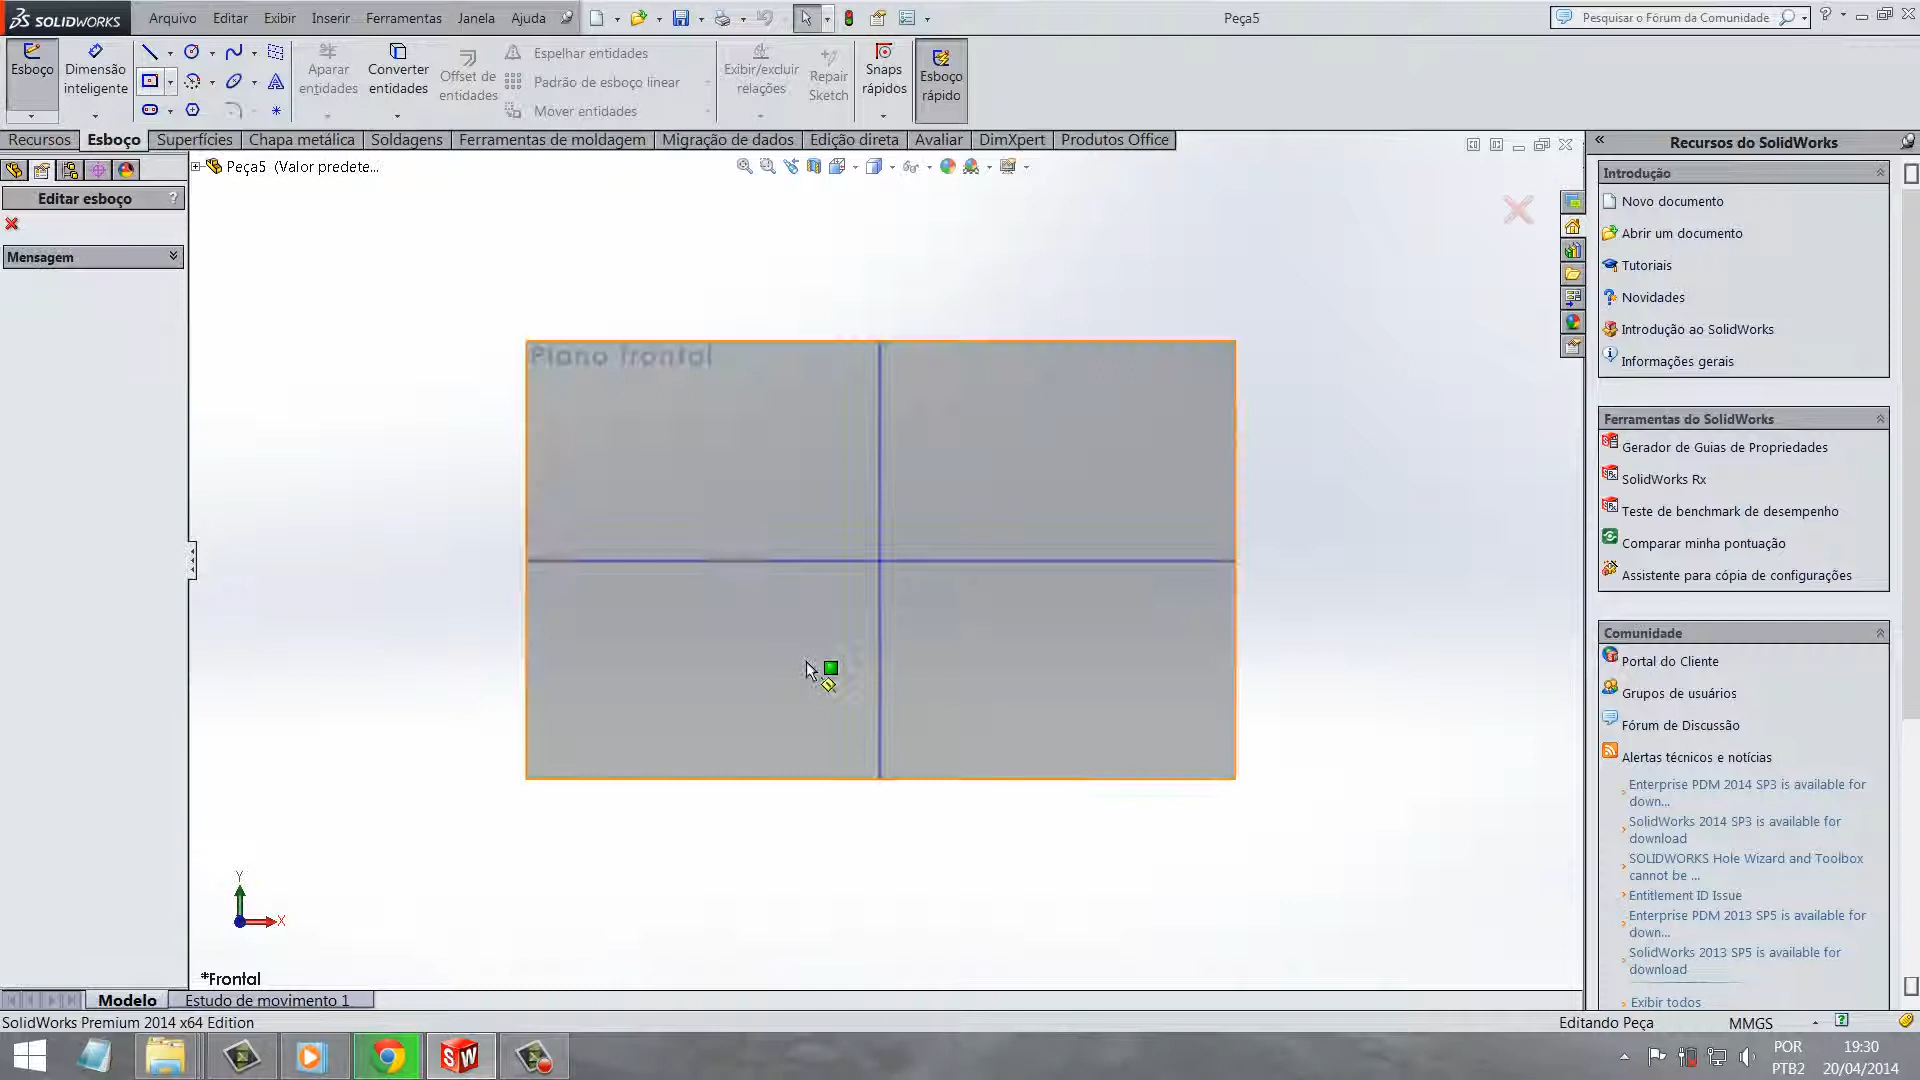 SOLIDWORKS
Arquivo Editar Exibir Inserir Ferramentas Janela Ajuda
Peça5
Pesquisar o Fórum da Comunidade
Esboço
Dimensão inteligente
Aparar entidades
Converter entidades
Offset de entidades
Espelhar entidades
Padrão de esboço linear
Mover entidades
Exibir/excluir relações
Repair Sketch
Snaps rápidos
Esboço rápido
Recursos Esboço Superfícies Chapa metálica Soldagens Ferramentas de moldagem Migração de dados Edição direta Avaliar DimXpert Produtos Office
Peça5 (Valor predete...
Editar esboço ?
Mensagem
Plano frontal
Y
X
*Frontal
Recursos do SolidWorks
Introdução
Novo documento
Abrir um documento
Tutoriais
Novidades
Introdução ao SolidWorks
Informações gerais
Ferramentas do SolidWorks
Gerador de Guias de Propriedades
SolidWorks Rx
Teste de benchmark de desempenho
Comparar minha pontuação
Assistente para cópia de configurações
Comunidade
Portal do Cliente
Grupos de usuários
Fórum de Discussão
Alertas técnicos e notícias
Enterprise PDM 2014 SP3 is available for
down...
SolidWorks 2014 SP3 is available for
download
SOLIDWORKS Hole Wizard and Toolbox
cannot be ...
Entitlement ID Issue
Enterprise PDM 2013 SP5 is available for
down...
SolidWorks 2013 SP5 is available for
download
Exibir todos
Modelo Estudo de movimento 1
SolidWorks Premium 2014 x64 Edition
Editando Peça MMGS
SW
POR 19:30
PTB2 20/04/2014